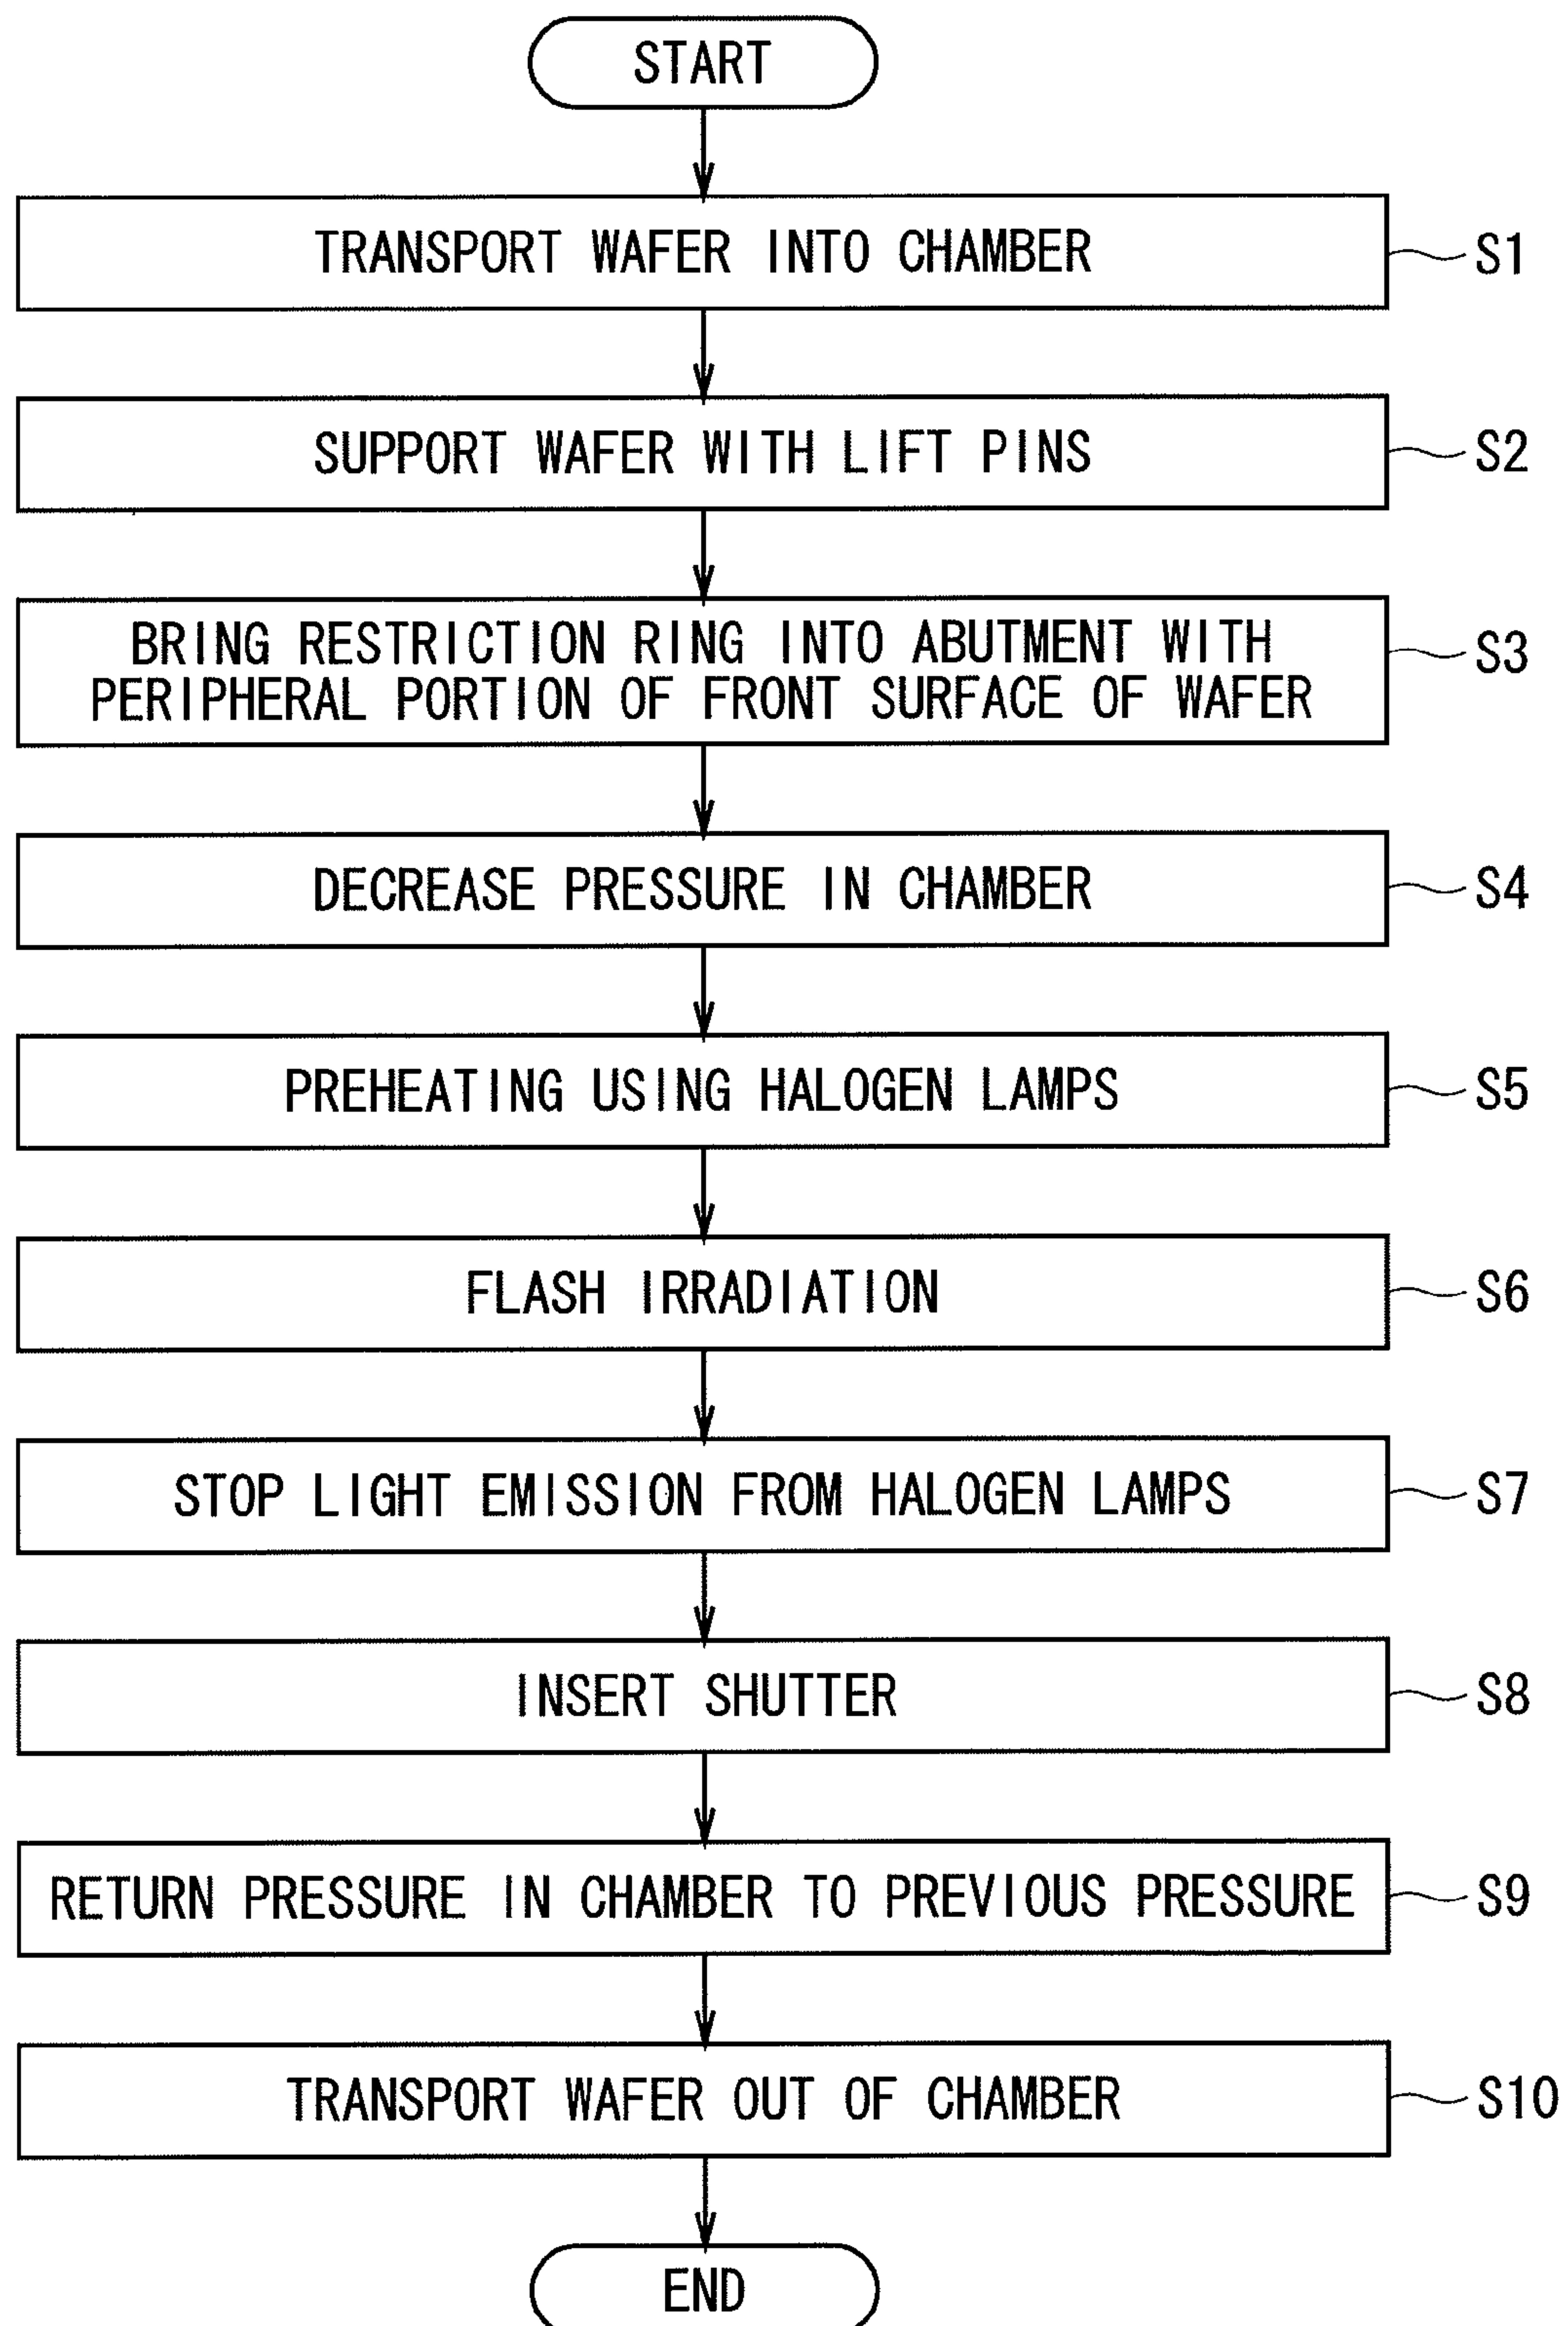 START
TRANSPORT WAFER INTO CHAMBER
S1
SUPPORT WAFER WITH LIFT PINS
S2
BRING RESTRICTION RING INTO ABUTMENT WITH
PERIPHERAL PORTION OF FRONT SURFACE OF WAFER
S3
DECREASE PRESSURE IN CHAMBER
S4
PREHEATING USING HALOGEN LAMPS
S5
FLASH IRRADIATION
S6
STOP LIGHT EMISSION FROM HALOGEN LAMPS
S7
INSERT SHUTTER
S8
RETURN PRESSURE IN CHAMBER TO PREVIOUS PRESSURE
S9
TRANSPORT WAFER OUT OF CHAMBER
S10
END